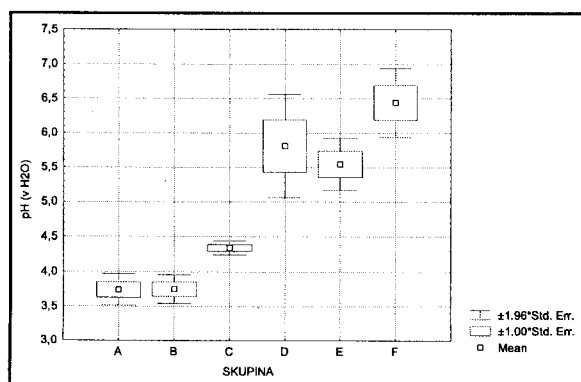 7,5
7,0
6,5
6,0
5,5
5,0
4,5
4,0
3,5
3,0
pH (v H2O)
A B C D E F
SKUPINA
±1.96*Std. Err.
±1.00*Std. Err.
Mean